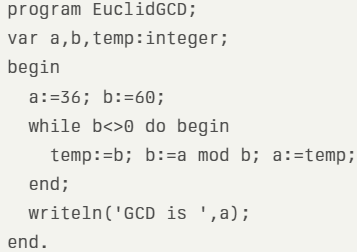 program EuclidGCD;
var a,b,temp:integer;
begin
  a:=36; b:=60;
  while b<>0 do begin
    temp:=b; b:=a mod b; a:=temp;
  end;
  writeln('GCD is ',a);
end.